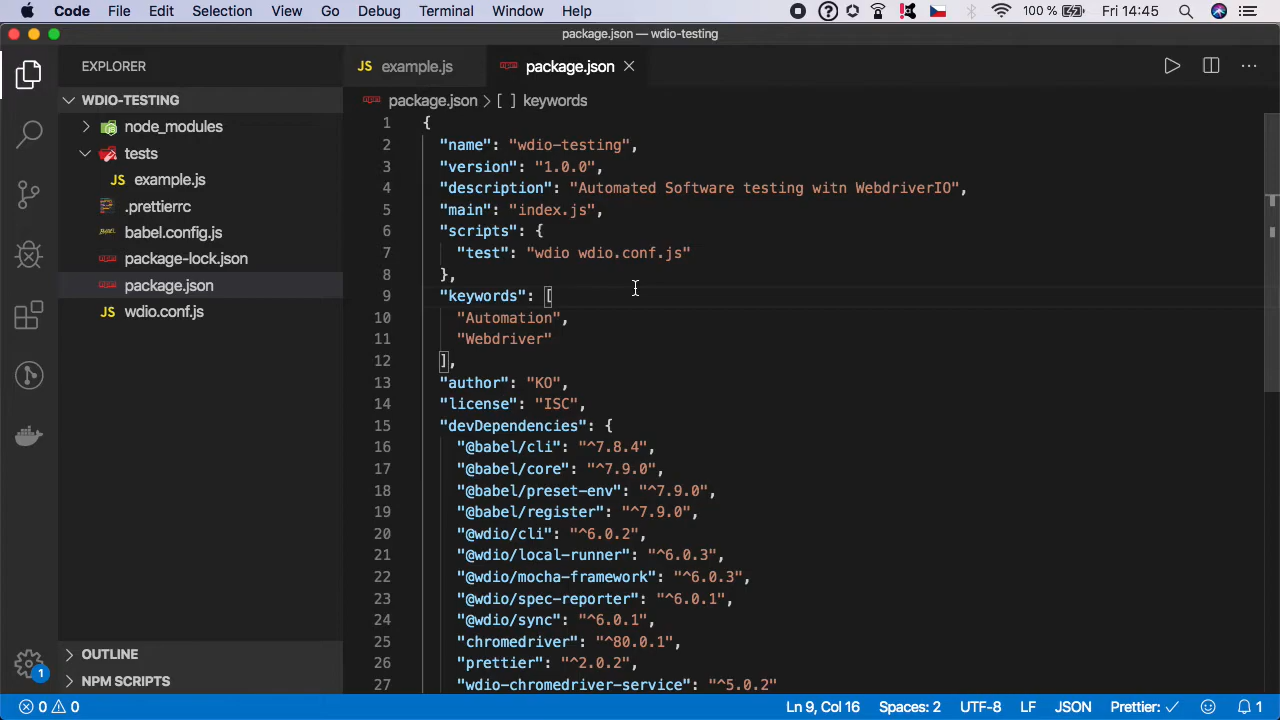 Code File Edit Selection View Go Debug Terminal Window Help 100 % Fri 14:45
package.json — wdio-testing
EXPLORER
WDIO-TESTING
node_modules
tests
JS example.js
.prettierrc
babel.config.js
package-lock.json
package.json
JS wdio.conf.js
OUTLINE
NPM SCRIPTS
1
JS example.js package.json
package.json > [ ] keywords
1 {
2 "name": "wdio-testing",
3 "version": "1.0.0",
4 "description": "Automated Software testing witn WebdriverIO",
5 "main": "index.js",
6 "scripts": {
7 "test": "wdio wdio.conf.js"
8 },
9 "keywords": [
10 "Automation",
11 "Webdriver"
12 ],
13 "author": "KO",
14 "license": "ISC",
15 "devDependencies": {
16 "@babel/cli": "^7.8.4",
17 "@babel/core": "^7.9.0",
18 "@babel/preset-env": "^7.9.0",
19 "@babel/register": "^7.9.0",
20 "@wdio/cli": "^6.0.2",
21 "@wdio/local-runner": "^6.0.3",
22 "@wdio/mocha-framework": "^6.0.3",
23 "@wdio/spec-reporter": "^6.0.1",
24 "@wdio/sync": "^6.0.1",
25 "chromedriver": "^80.0.1",
26 "prettier": "^2.0.2",
27 "wdio-chromedriver-service": "^5.0.2"
0 0 Ln 9, Col 16 Spaces: 2 UTF-8 LF JSON Prettier: ✓ 1